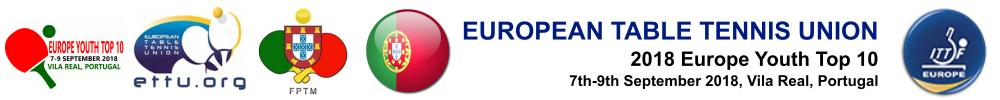 EUROPE YOUTH TOP 10
7-9 SEPTEMBER 2018
VILA REAL, PORTUGAL
EUROPEAN
TABLE
TENNIS
UNION
ettu.org
FPTM
EUROPEAN TABLE TENNIS UNION
2018 Europe Youth Top 10
7th-9th September 2018, Vila Real, Portugal
ITTF
EUROPE